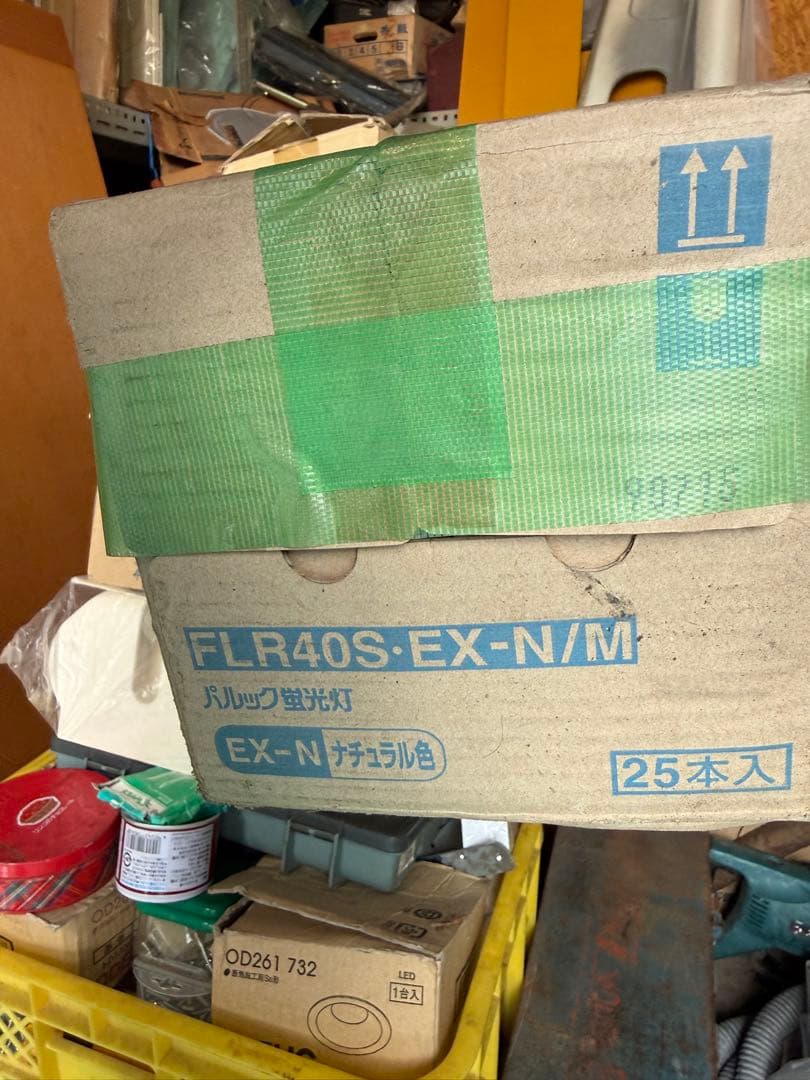 98715
FLR40S・EX-N/M
パルック蛍光灯
EX-N ナチュラル色
25本入
OD261 732
LED
1台入